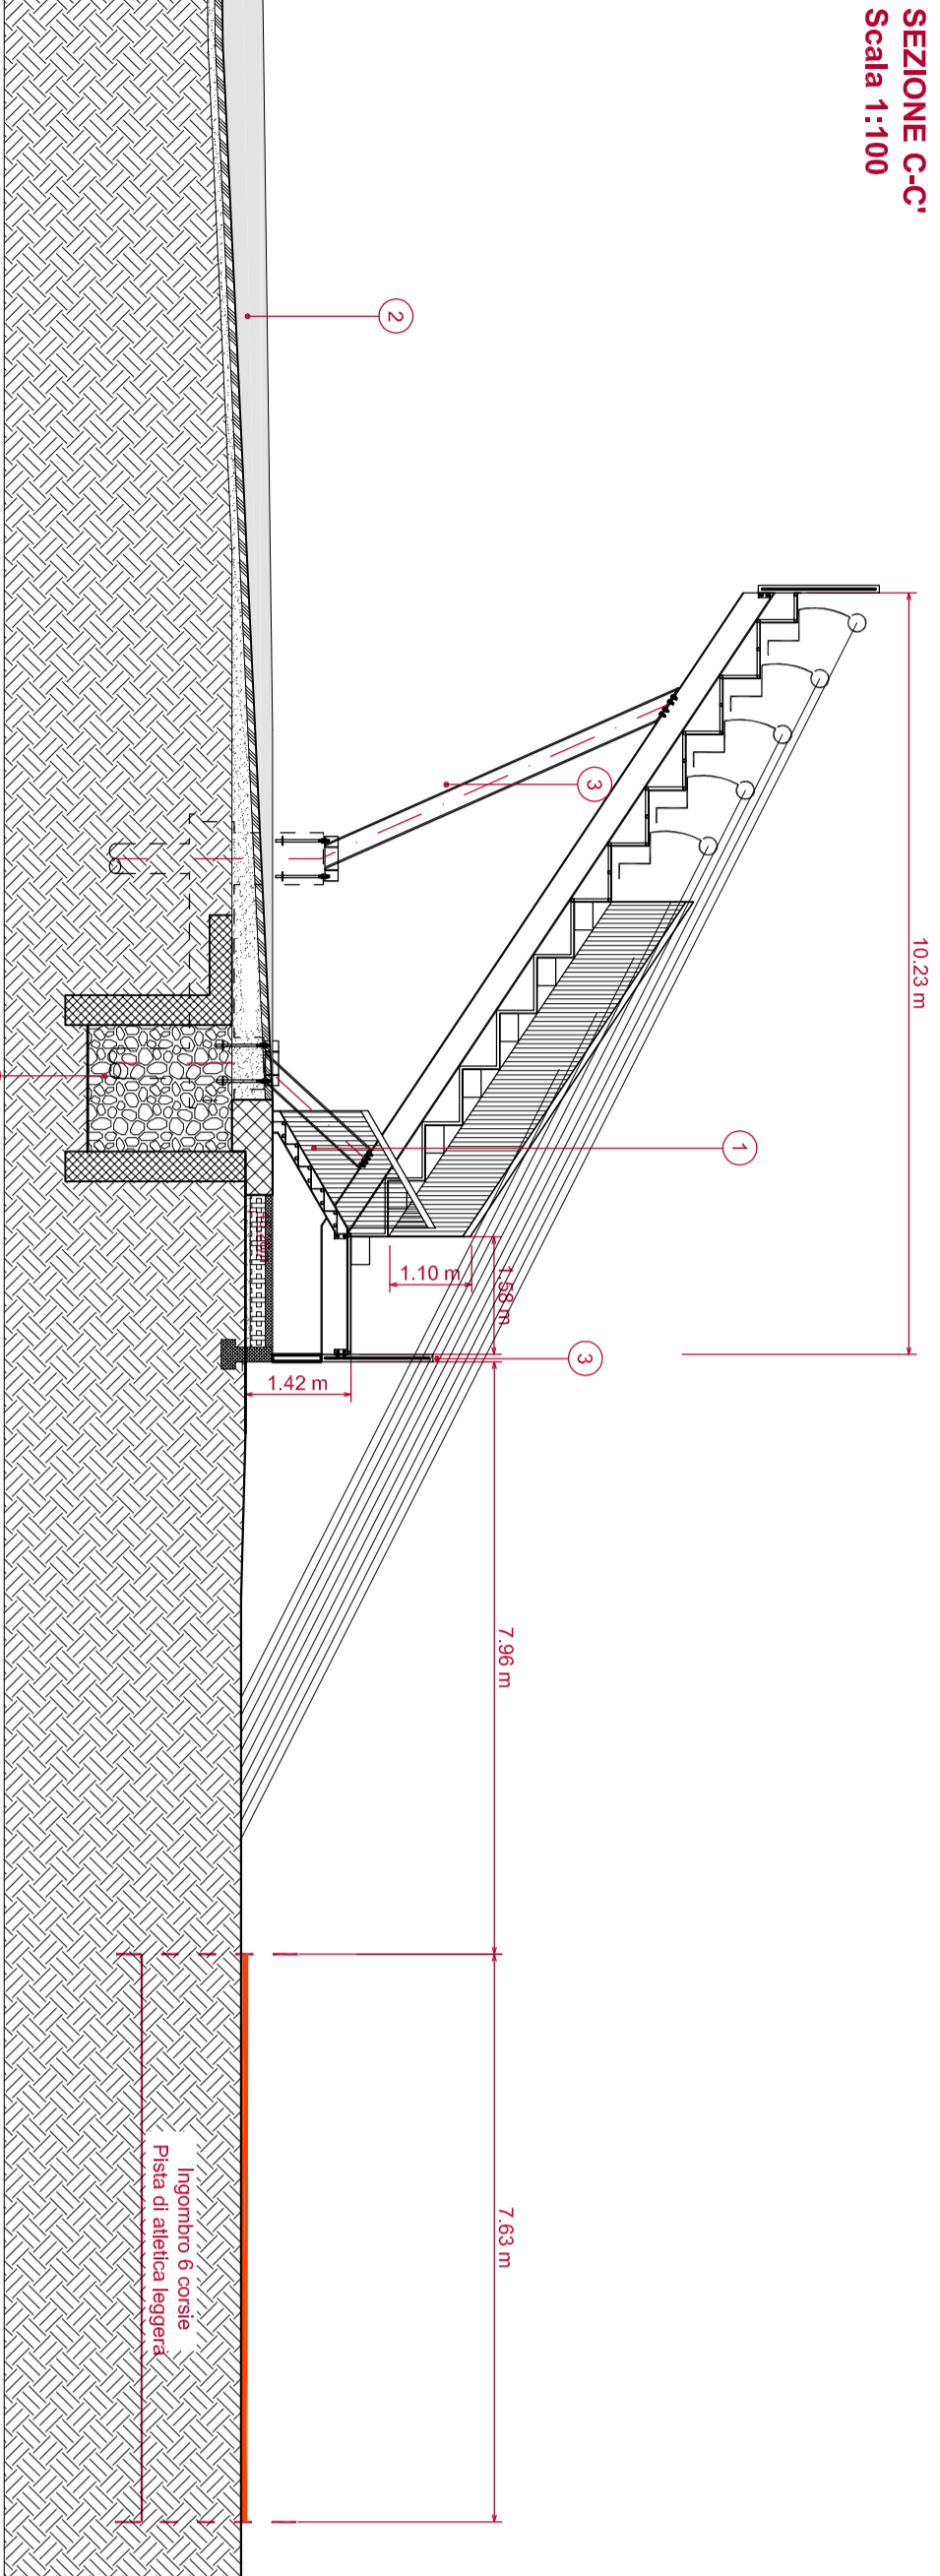 SEZIONE C-C'
Scala 1:100
2
3
10.23 m
1
1.10 m
1.58 m
3
1.42 m
7.96 m
7.63 m
Ingombro 6 corsie
Pista di atletica leggera